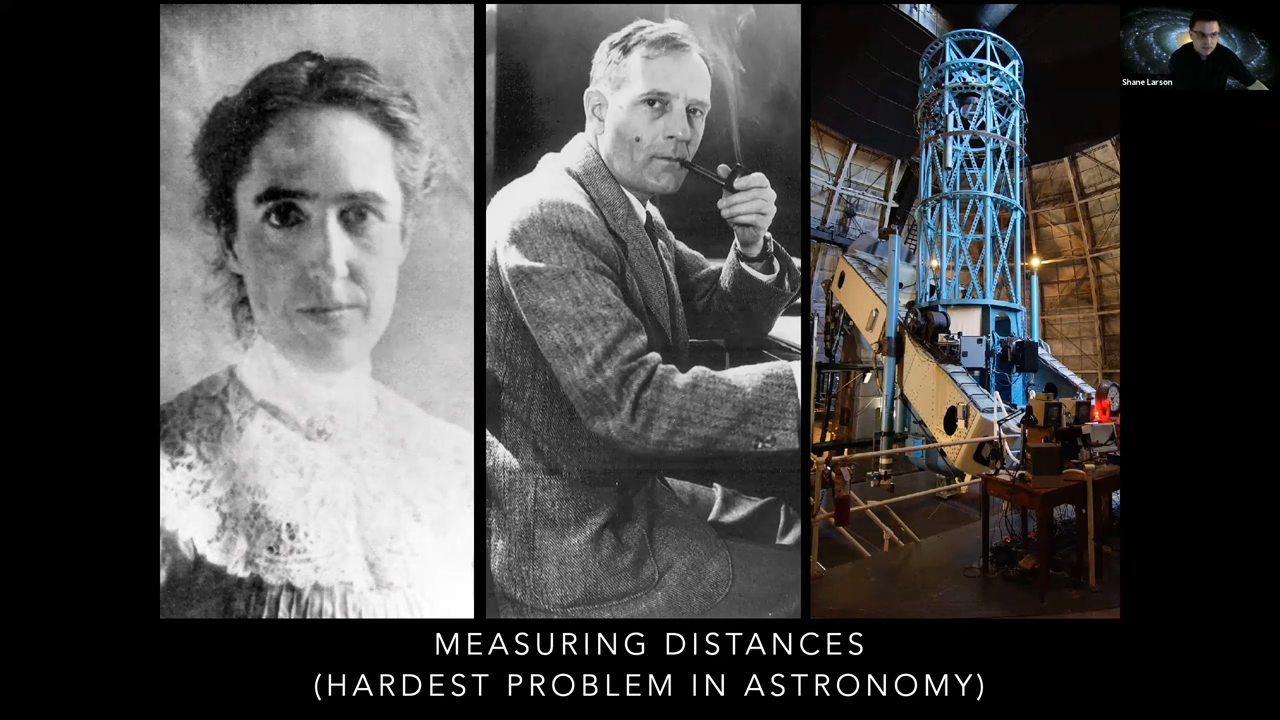 Shane Larson
MEASURING DISTANCES
(HARDEST PROBLEM IN ASTRONOMY)